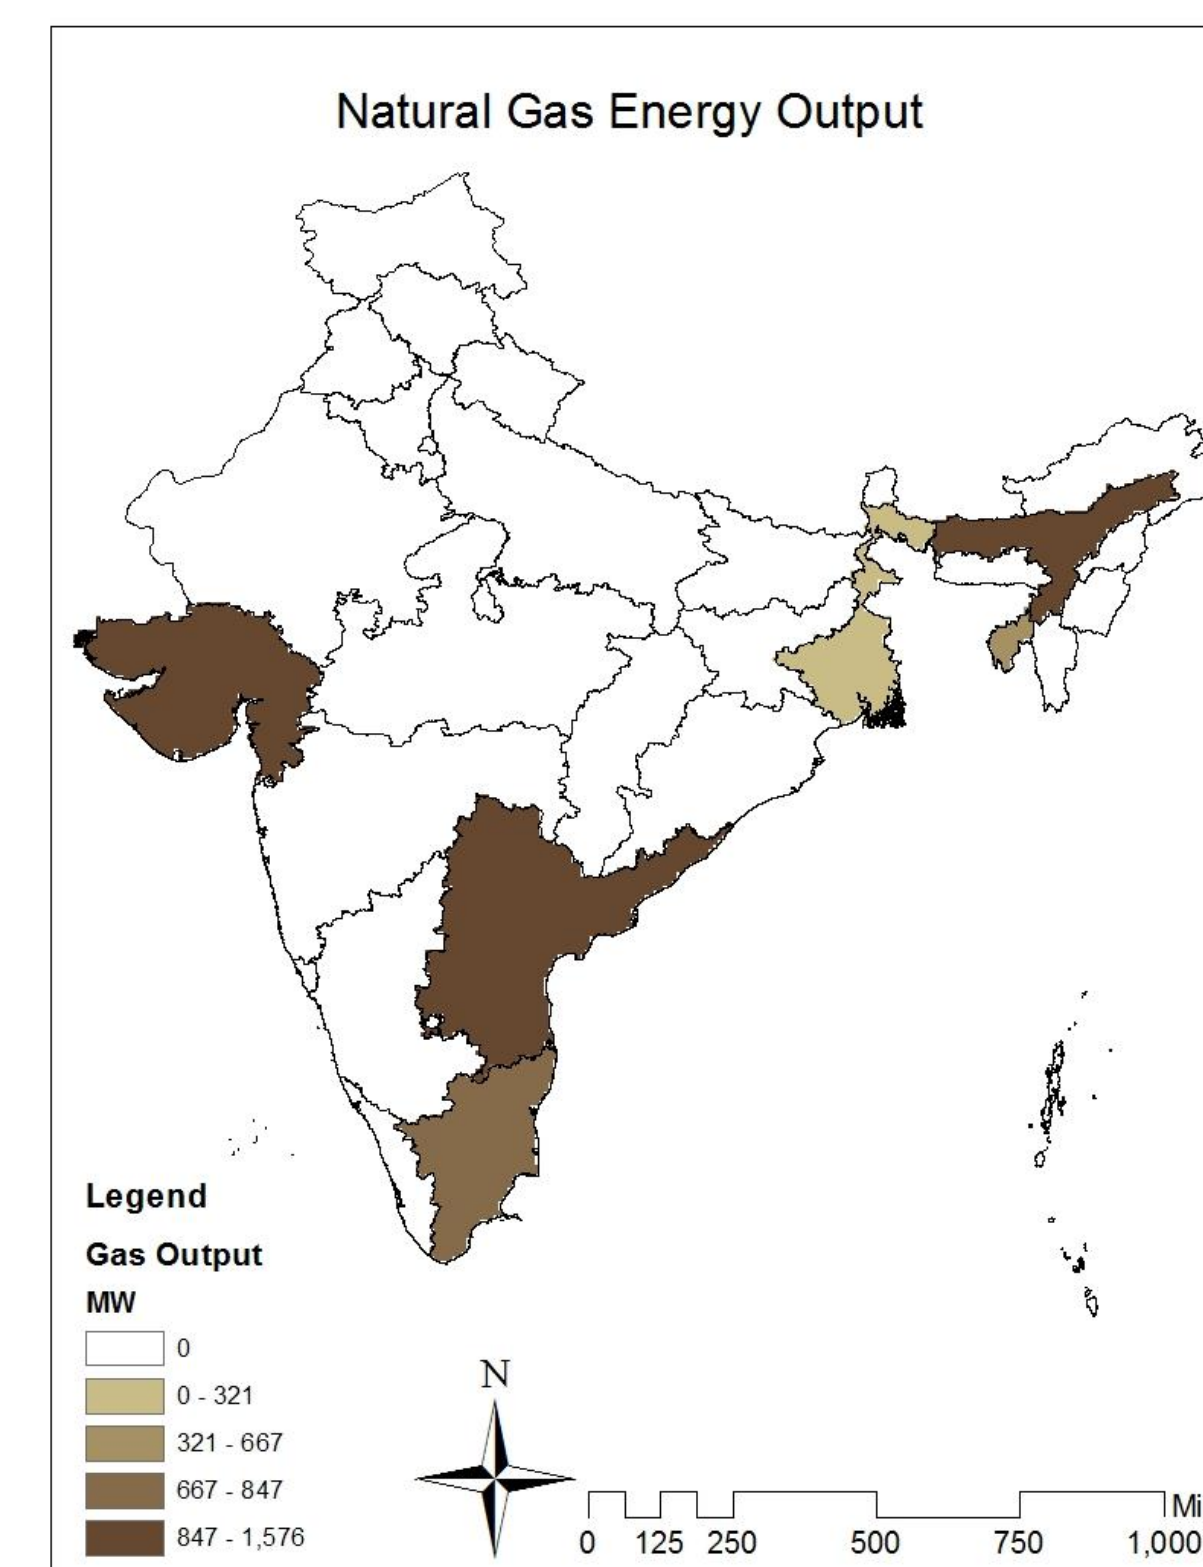 Natural Gas Energy Output
Legend
Gas Output
MW
0
0 - 321
321 - 667
667 - 847
847 - 1,576
N
Mi
0 125 250 500 750 1,000